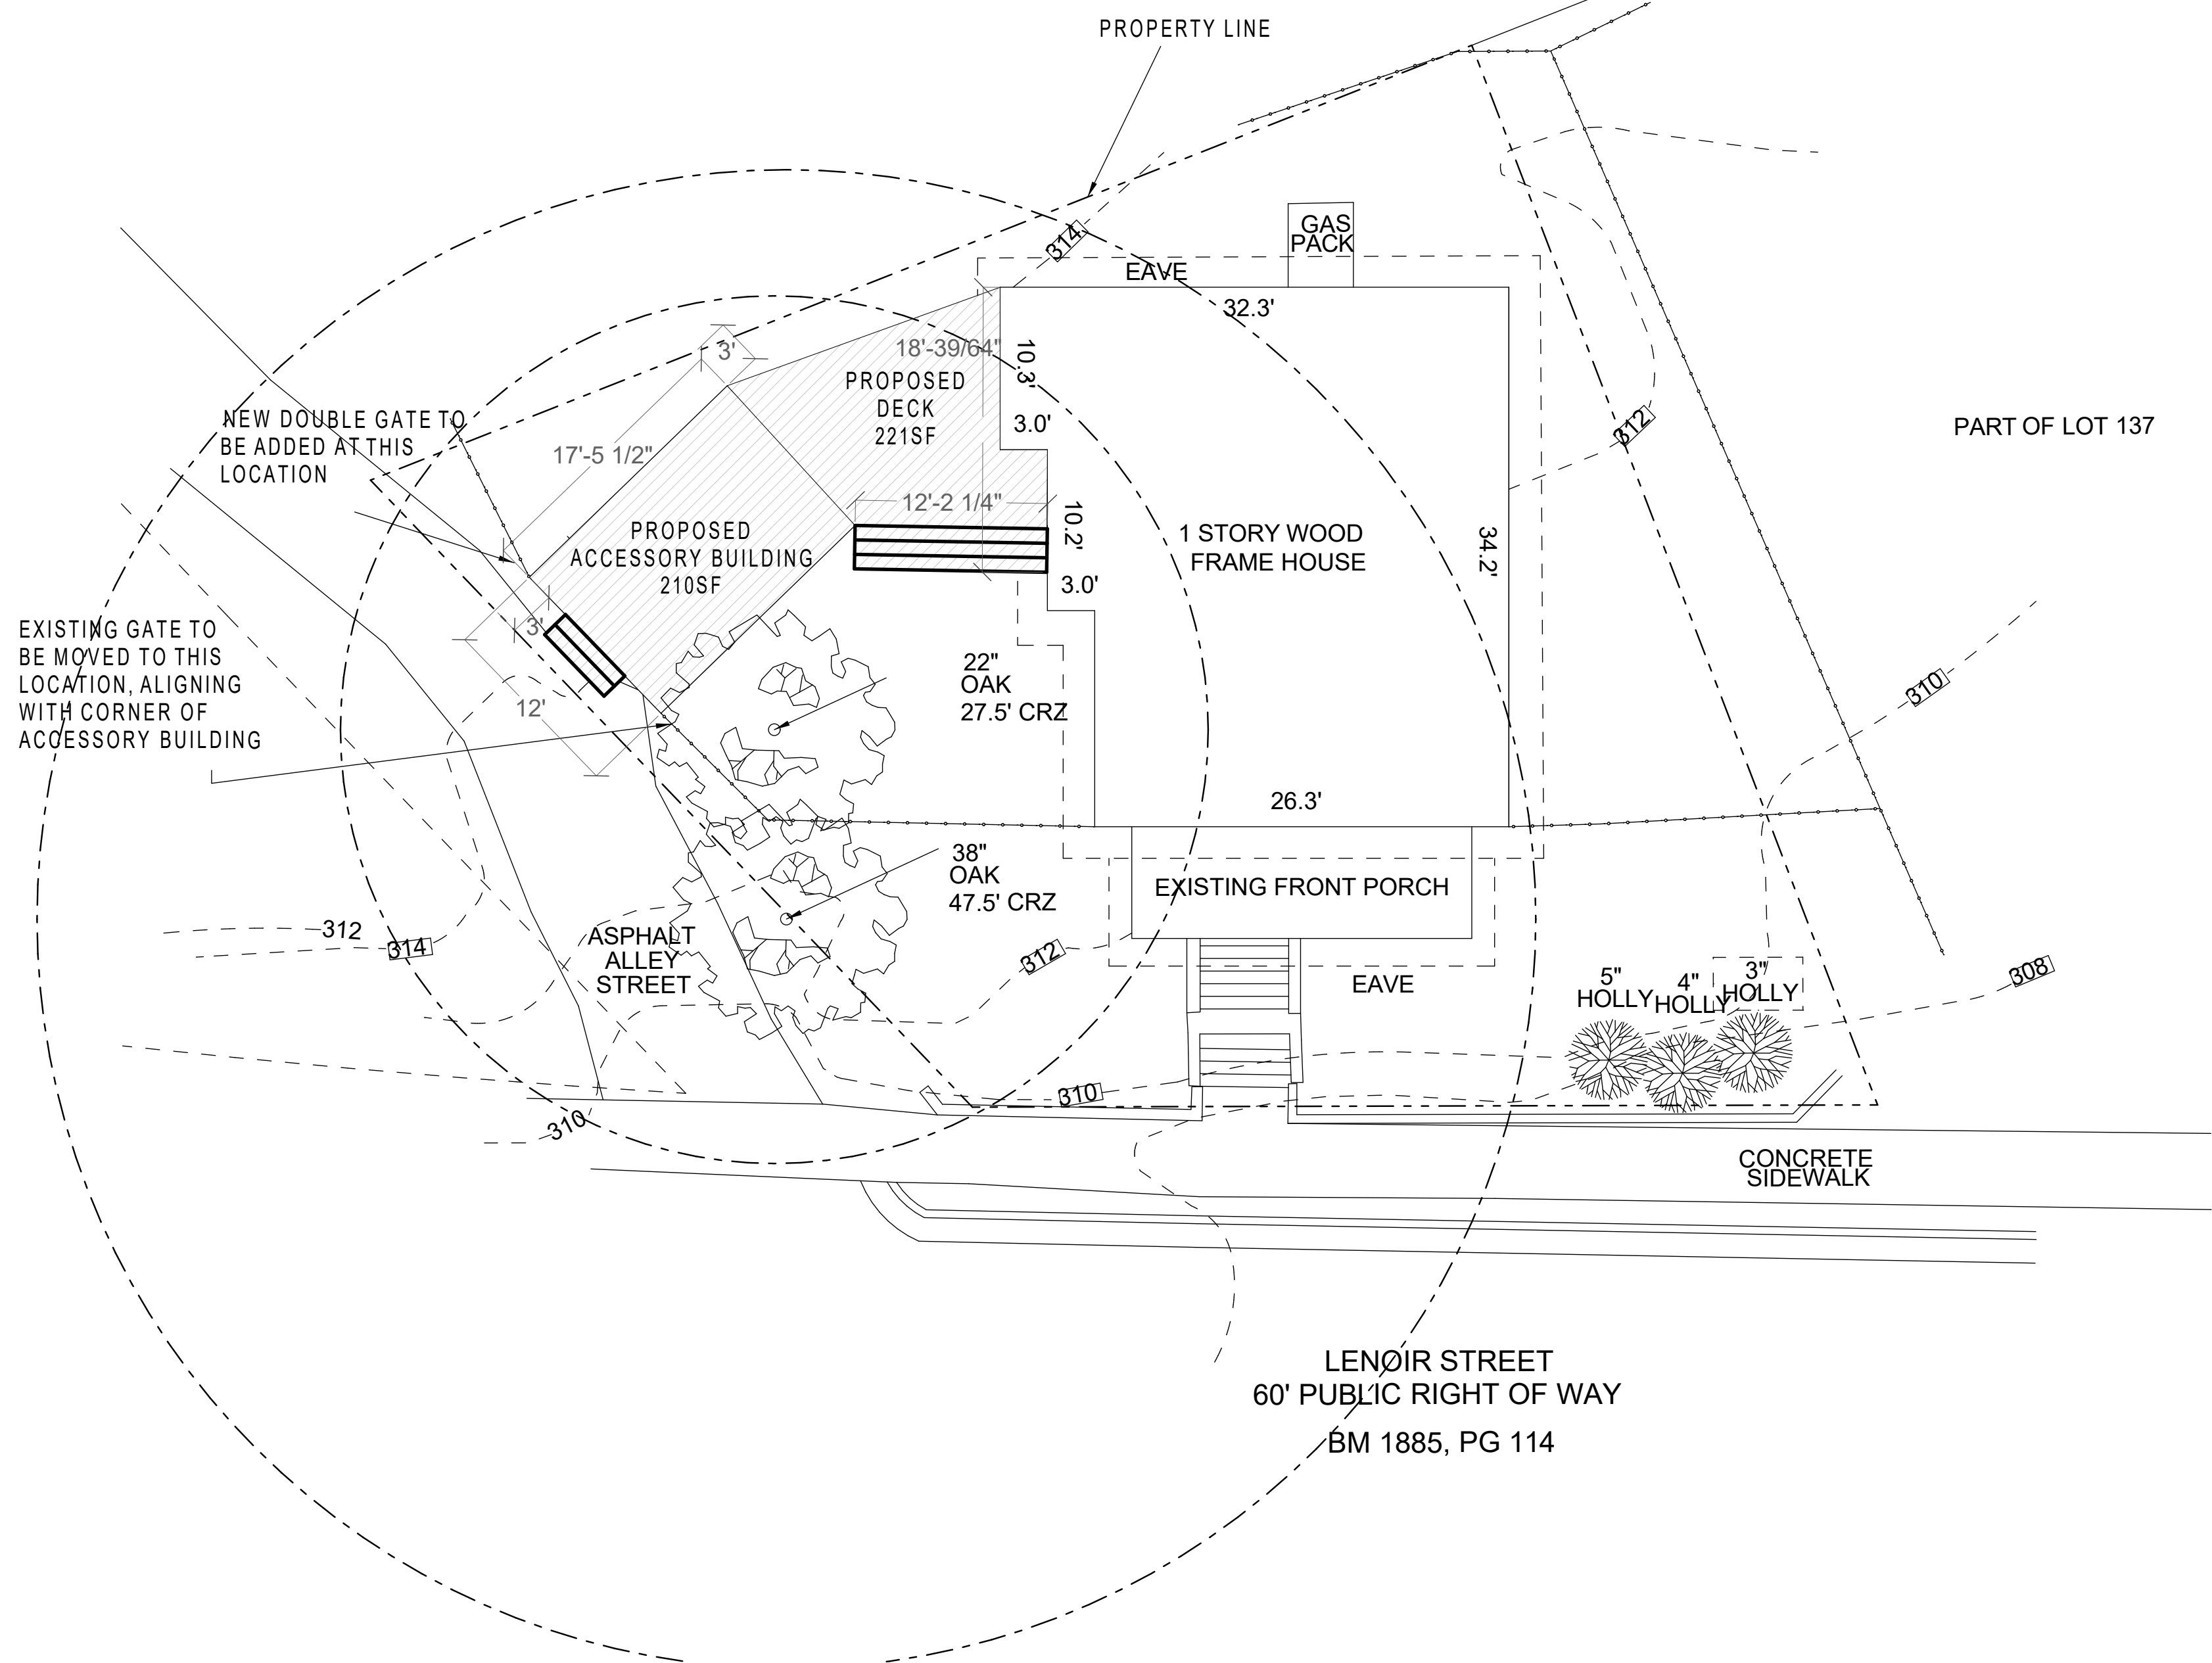 PROPERTY LINE
GAS
PACK
314
EAVE
32.3'
3'
18'-39/64"
10.3'
PROPOSED
DECK
221SF
3.0'
NEW DOUBLE GATE TO
BE ADDED AT THIS
LOCATION
312
PART OF LOT 137
17'-5 1/2"
12'-2 1/4"
10.2'
PROPOSED
ACCESSORY BUILDING
210SF
1 STORY WOOD
FRAME HOUSE
34.2'
3.0'
EXISTING GATE TO
BE MOVED TO THIS
LOCATION, ALIGNING
WITH CORNER OF
ACCESSORY BUILDING
3'
12'
22"
OAK
27.5' CRZ
310
26.3'
38"
OAK
47.5' CRZ
EXISTING FRONT PORCH
312
314
ASPHALT
ALLEY
STREET
312
EAVE
5"
HOLLY
4"
HOLLY
3"
HOLLY
308
310
310
CONCRETE
SIDEWALK
LENOIR STREET
60' PUBLIC RIGHT OF WAY
BM 1885, PG 114